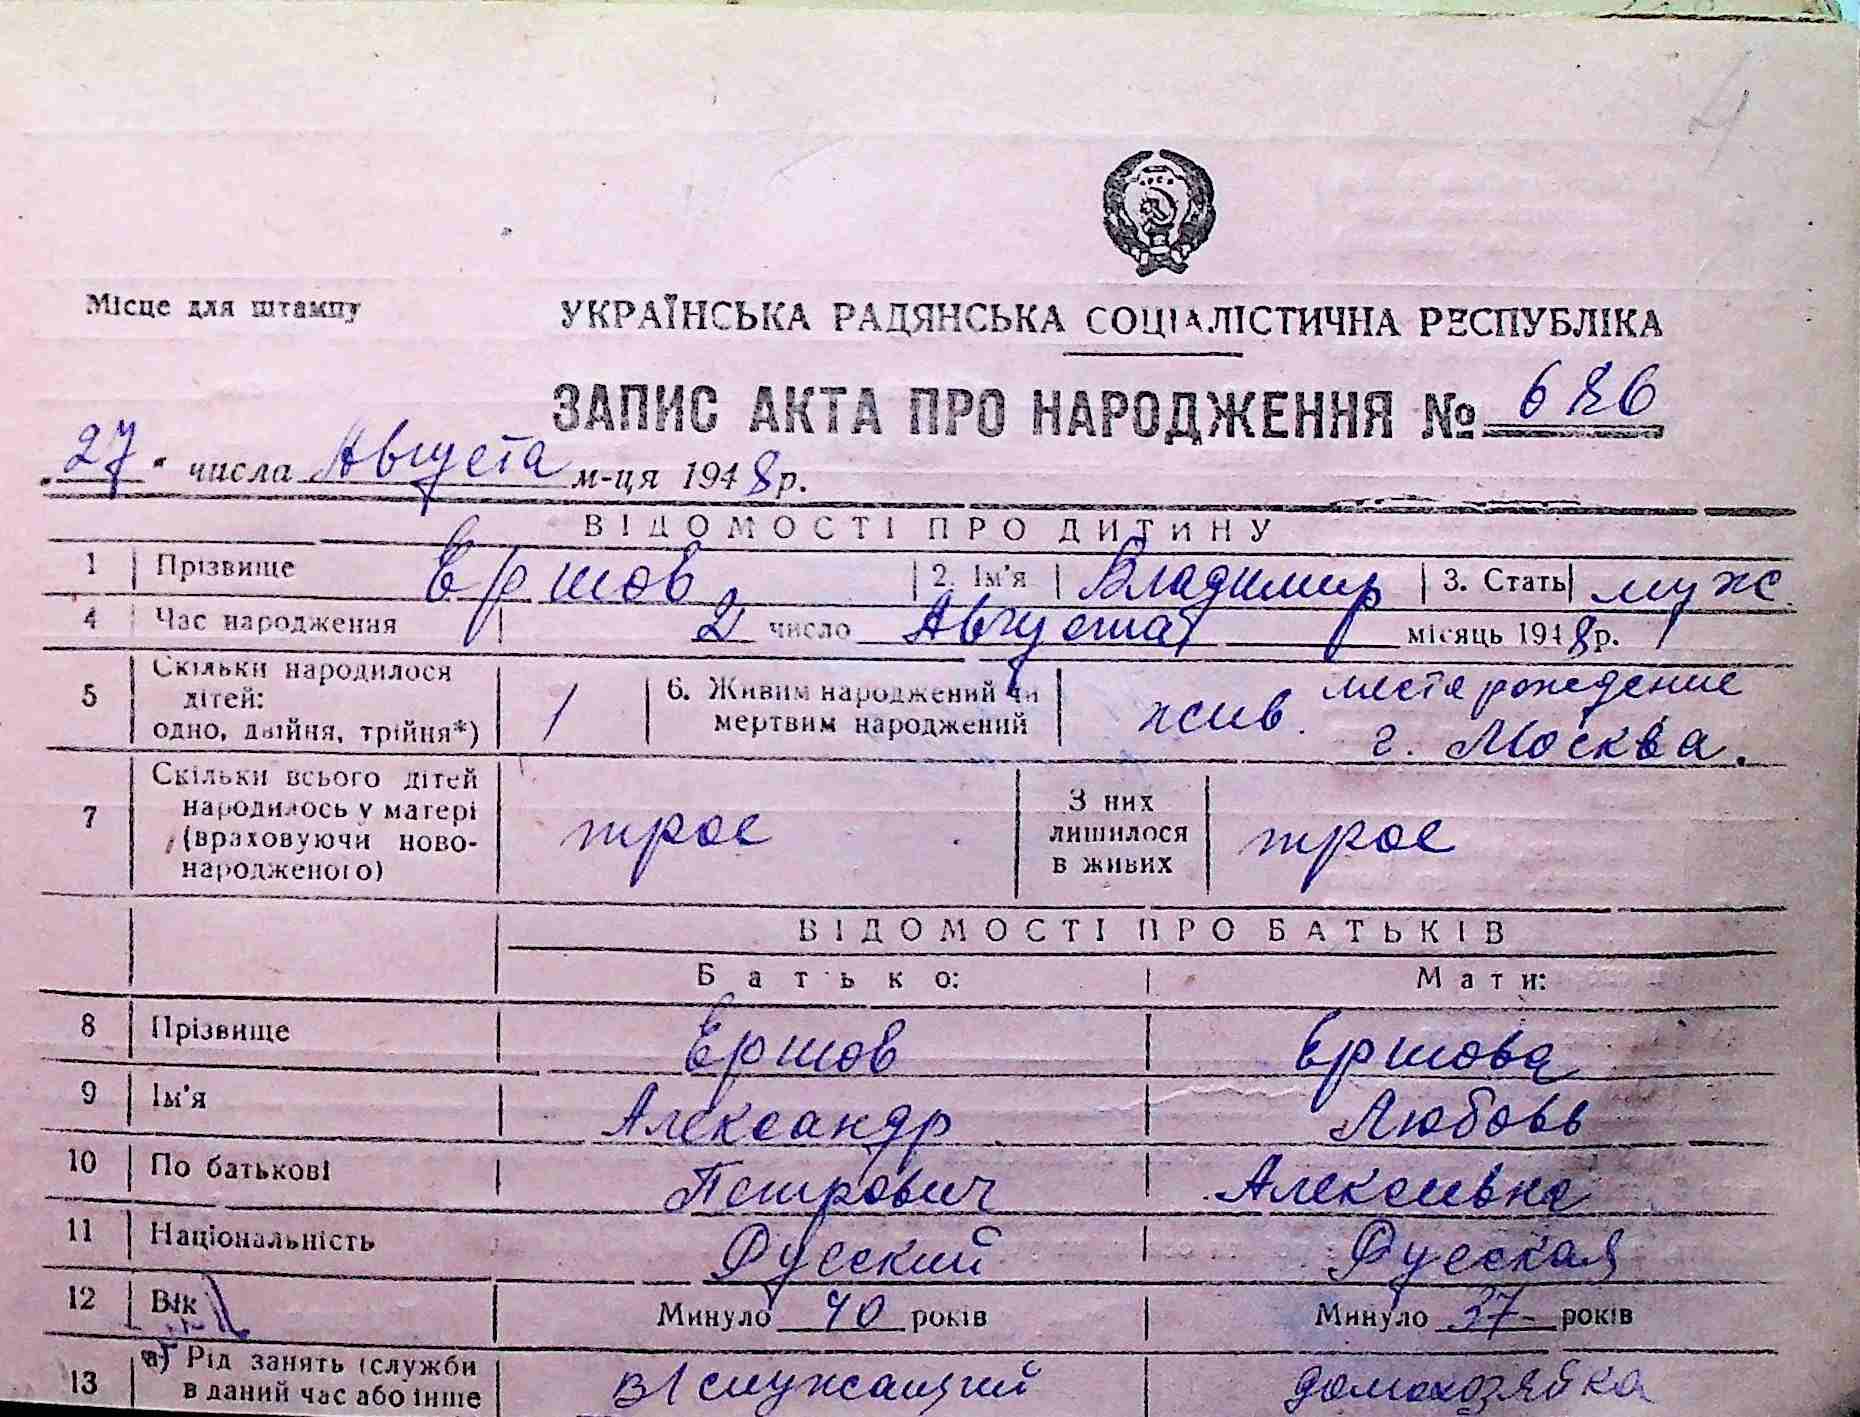 4
Місце для штампу
УКРАЇНСЬКА РАДЯНСЬКА СОЦІАЛІСТИЧНА РЕСПУБЛІКА
ЗАПИС АКТА ПРО НАРОДЖЕННЯ № 686
27 числа Августа м-ця 1948 р.
ВІДОМОСТІ ПРО ДИТИНУ
1 Прізвище Ершов 2. Ім'я Владимир 3. Стать муж
4 Час народження 2 число Августа місяць 1948 р.
5 Скільки народилося дітей: одно, двійня, трійня*) 1 6. Живим народжений чи мертвим народжений жив. места рождение г. Москва.
7 Скільки всього дітей народилось у матері (враховуючи ново-народженого) трое З них лишилося в живих трое
ВІДОМОСТІ ПРО БАТЬКІВ
Батько: Мати:
8 Прізвище Ершов Ершова
9 Ім'я Александр Любовь
10 По батькові Петрович Алексеивна
11 Національність Русский Русская
12 Вік Минуло 40 років Минуло 37 років
13 а) Рід занять (служби в даний час або інше в/служащий домохозяйка